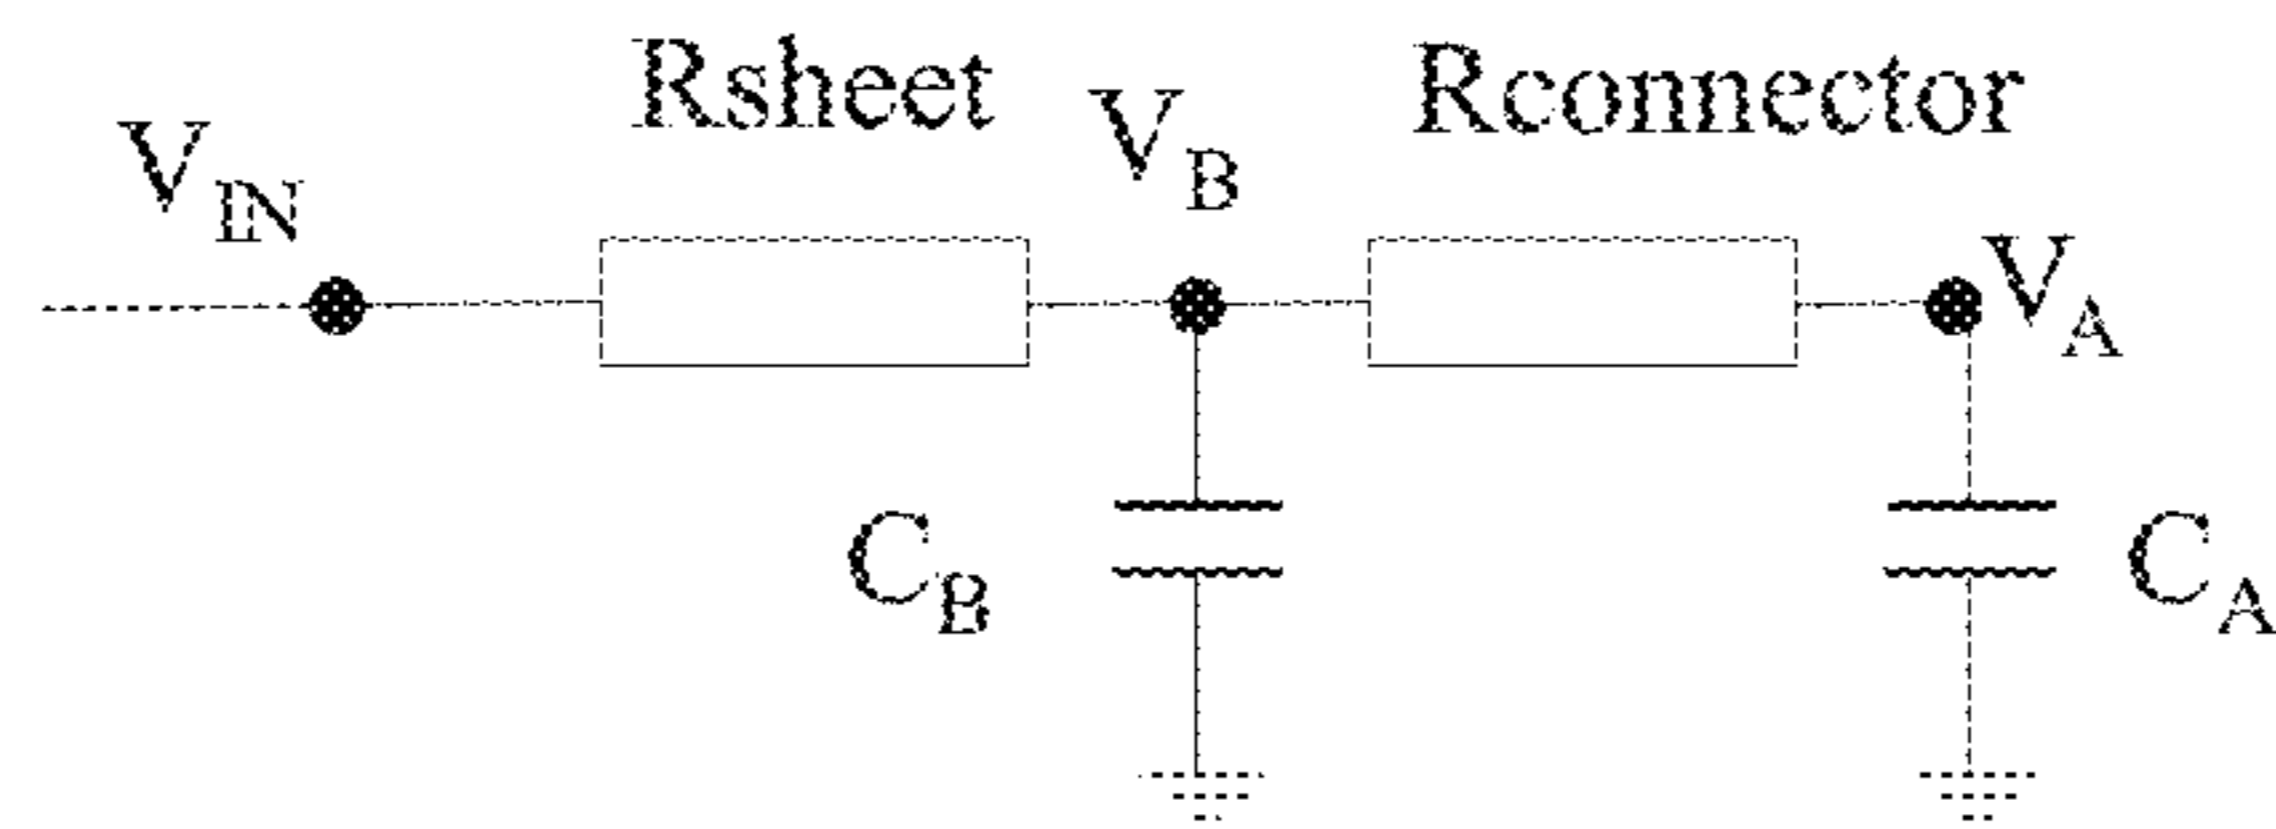 Rsheet
Rconnector
V_B
V_IN
V_A
C_B
C_A